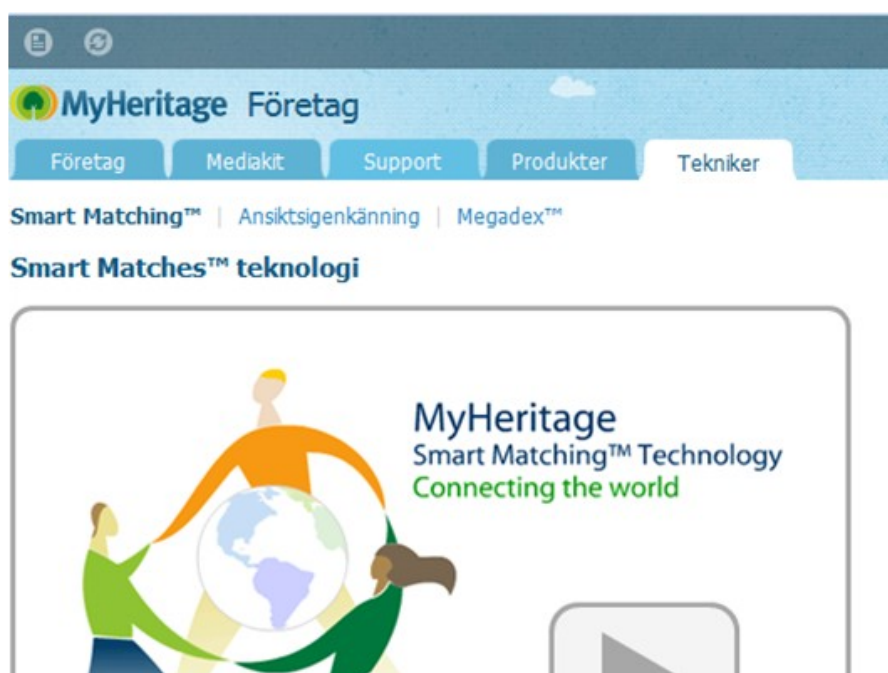 MyHeritage Företag
Företag Mediakit Support Produkter Tekniker
Smart Matching™ | Ansiktsigenkänning | Megadex™
Smart Matches™ teknologi
MyHeritage
Smart Matching™ Technology
Connecting the world